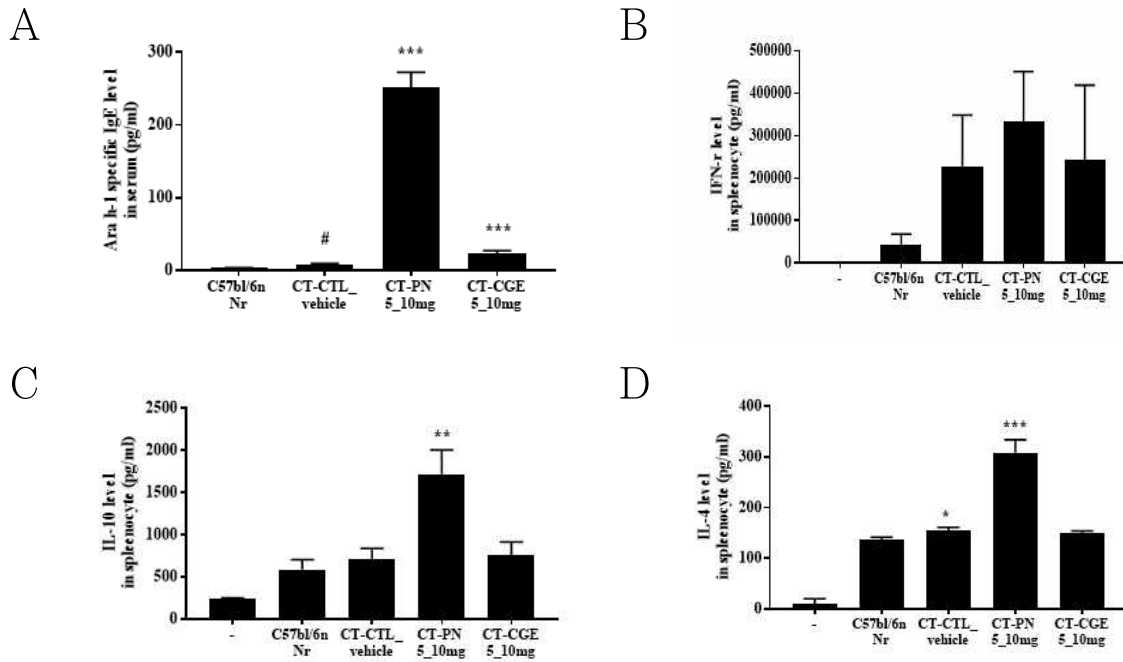 A
Ara h-1 specific IgE level
in serum (pg/ml)
300
200
100
0
#
***
***
C57bl/6n
Nr
CT-CTL_
vehicle
CT-PN
5_10mg
CT-CGE
5_10mg
B
IFN-r level
in spleenocyte (pg/ml)
500000
400000
300000
200000
100000
0
-
C57bl/6n
Nr
CT-CTL_
vehicle
CT-PN
5_10mg
CT-CGE
5_10mg
C
IL-10 level
in spleenocyte (pg/ml)
2500
2000
1500
1000
500
0
**
-
C57bl/6n
Nr
CT-CTL_
vehicle
CT-PN
5_10mg
CT-CGE
5_10mg
D
IL-4 level
in spleenocyte (pg/ml)
400
300
200
100
0
*
***
-
C57bl/6n
Nr
CT-CTL_
vehicle
CT-PN
5_10mg
CT-CGE
5_10mg